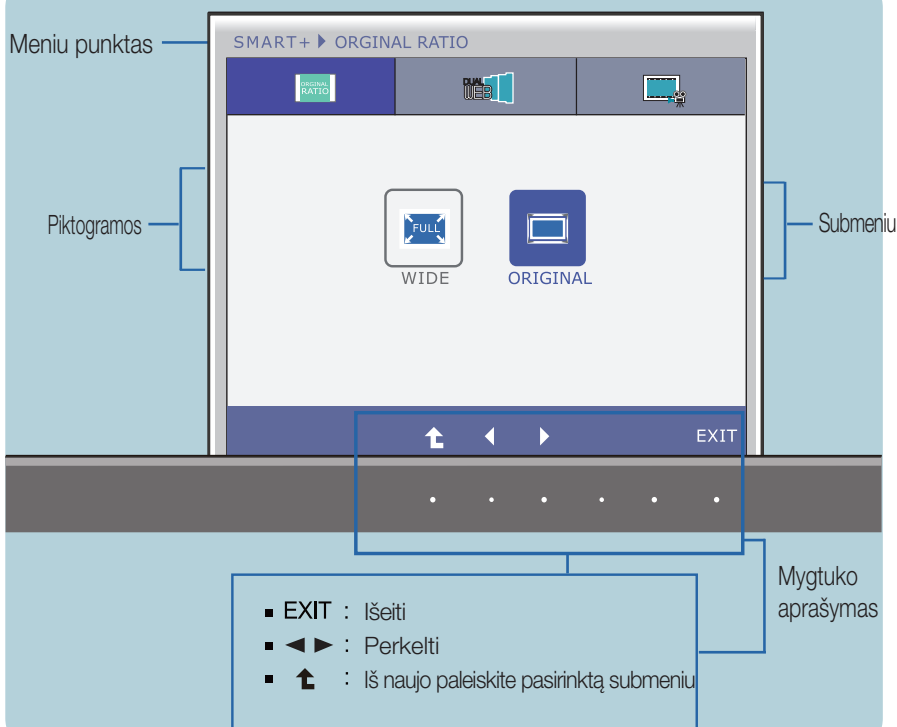 Meniu punktas
SMART+ ORGINAL RATIO
ORGINAL
RATIO
DUAL
WEB
Piktogramos
Submeniu
FULL
WIDE
ORIGINAL
EXIT
Mygtuko
aprašymas
EXIT : Išeiti
◀ ▶ : Perkelti
: Iš naujo paleiskite pasirinktą submeniu